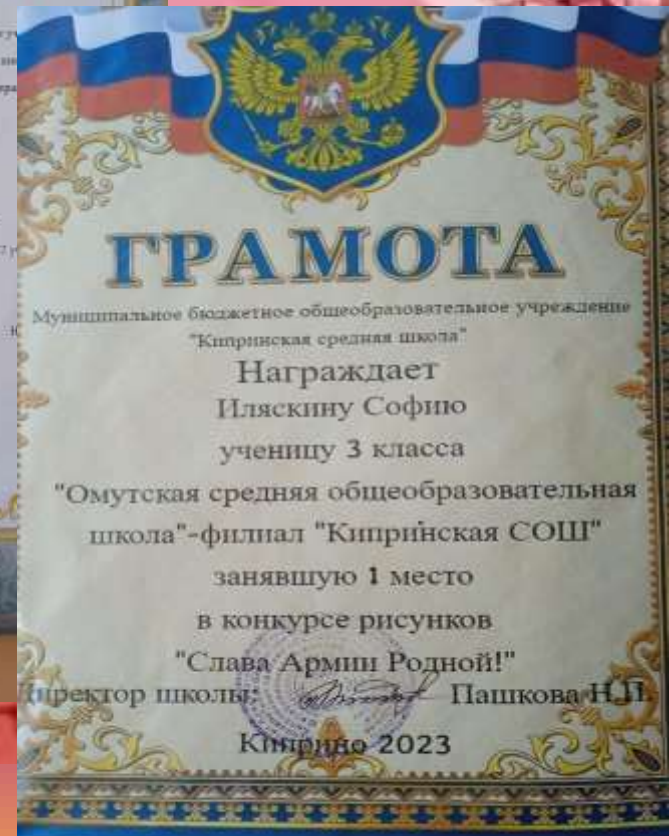 ГРАМОТА
Муниципальное бюджетное общеобразовательное учреждение
"Кипринская средняя школа"
Награждает
Иляскину Софию
ученицу 3 класса
"Омутская средняя общеобразовательная
школа"-филиал "Кипринская СОШ"
занявшую 1 место
в конкурсе рисунков
"Слава Армии Родной!"
Директор школы: Пашкова Н.П.
Киприно 2023